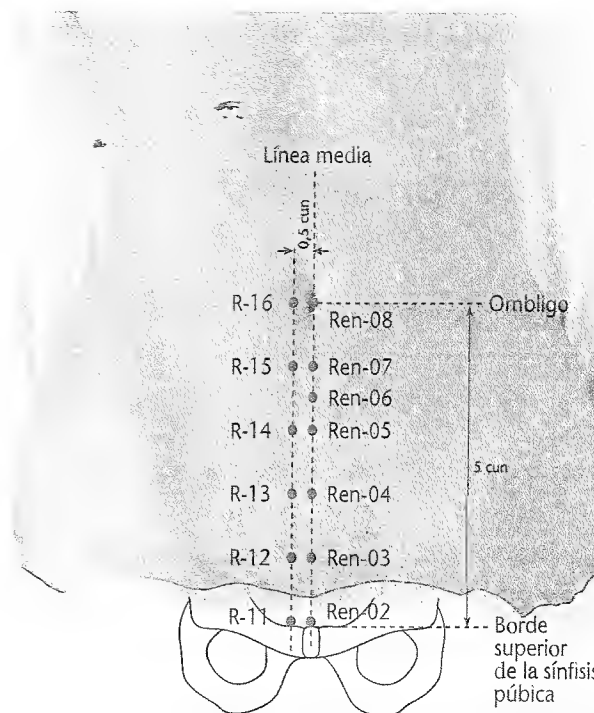 Línea media
0,5 cun
R-16
Ombligo
Ren-08
R-15
Ren-07
Ren-06
R-14
Ren-05
5 cun
R-13
Ren-04
R-12
Ren-03
R-11
Ren-02
Borde
superior
de la sínfisis
púbica